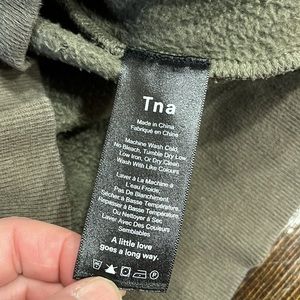 Tna
Made in China
Fabriqué en Chine
Machine Wash Cold,
No Bleach, Tumble Dry Low
Low Iron, Or Dry Clean
Wash With Like Colours
Laver à La Machine à
L'eau Froide,
Pas De Blanchiment
Sécher à Basse Température
Repasser à Basse Température
Ou Nettoyer à Sec
Laver Avec Des Couleurs
Semblables
A little love
goes a long way.